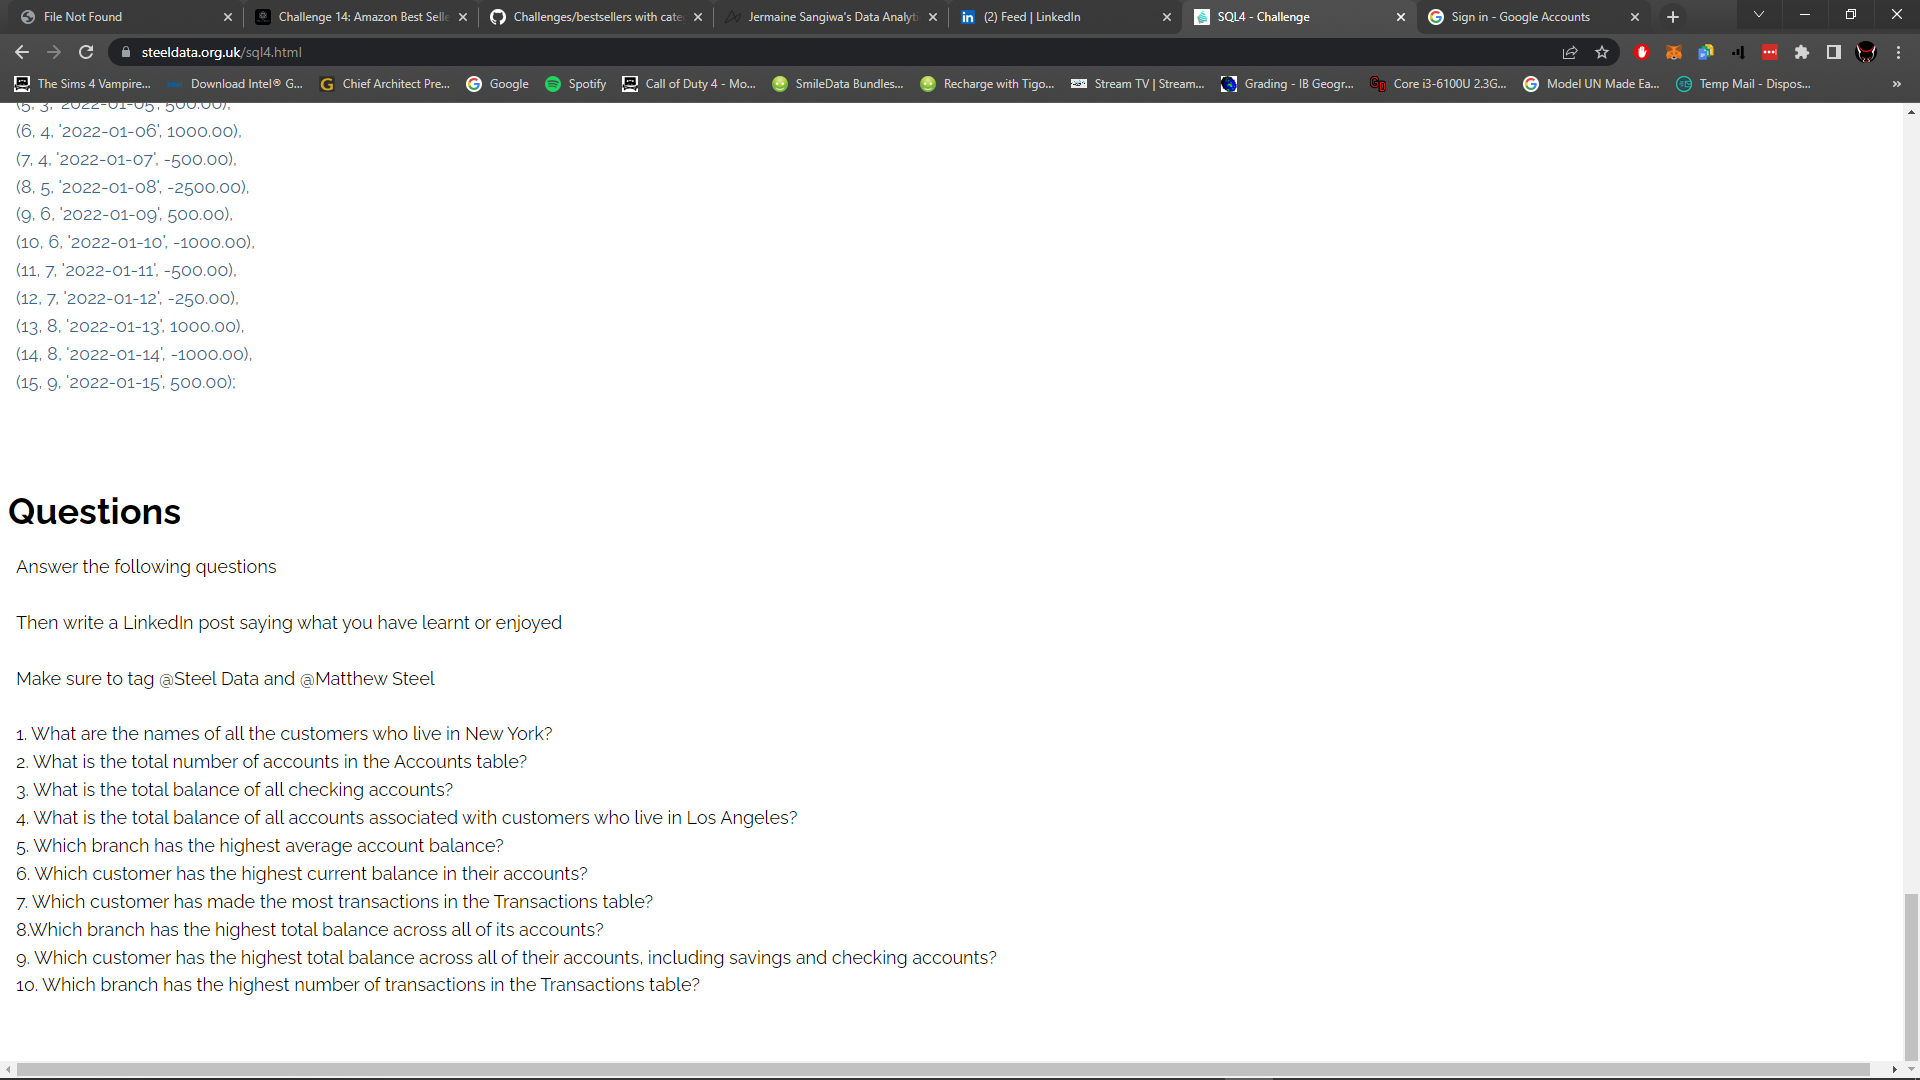 File Not Found
Challenge 14: Amazon Best Selle
Challenges/bestsellers with cate
Jermaine Sangiwa's Data Analyti
(2) Feed | LinkedIn
SQL4 - Challenge
Sign in - Google Accounts
steeldata.org.uk/sql4.html
The Sims 4 Vampire...
Download Intel® G...
Chief Architect Pre...
Google
Spotify
Call of Duty 4 - Mo...
SmileData Bundles...
Recharge with Tigo...
Stream TV | Stream...
Grading - IB Geogr...
Core i3-6100U 2.3G...
Model UN Made Ea...
Temp Mail - Dispos...
(5, 3, '2022-01-05', 500.00),
(6, 4, '2022-01-06', 1000.00),
(7, 4, '2022-01-07', -500.00),
(8, 5, '2022-01-08', -2500.00),
(9, 6, '2022-01-09', 500.00),
(10, 6, '2022-01-10', -1000.00),
(11, 7, '2022-01-11', -500.00),
(12, 7, '2022-01-12', -250.00),
(13, 8, '2022-01-13', 1000.00),
(14, 8, '2022-01-14', -1000.00),
(15, 9, '2022-01-15', 500.00);
Questions
Answer the following questions
Then write a LinkedIn post saying what you have learnt or enjoyed
Make sure to tag @Steel Data and @Matthew Steel
1. What are the names of all the customers who live in New York?
2. What is the total number of accounts in the Accounts table?
3. What is the total balance of all checking accounts?
4. What is the total balance of all accounts associated with customers who live in Los Angeles?
5. Which branch has the highest average account balance?
6. Which customer has the highest current balance in their accounts?
7. Which customer has made the most transactions in the Transactions table?
8.Which branch has the highest total balance across all of its accounts?
9. Which customer has the highest total balance across all of their accounts, including savings and checking accounts?
10. Which branch has the highest number of transactions in the Transactions table?